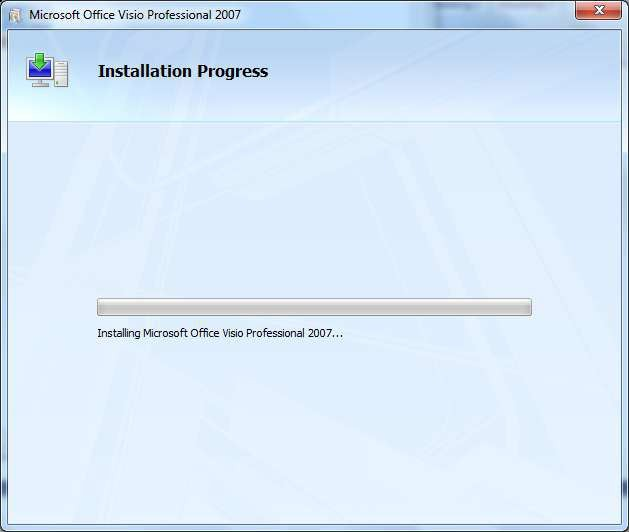 Microsoft Office Visio Professional 2007
Installation Progress
Installing Microsoft Office Visio Professional 2007...